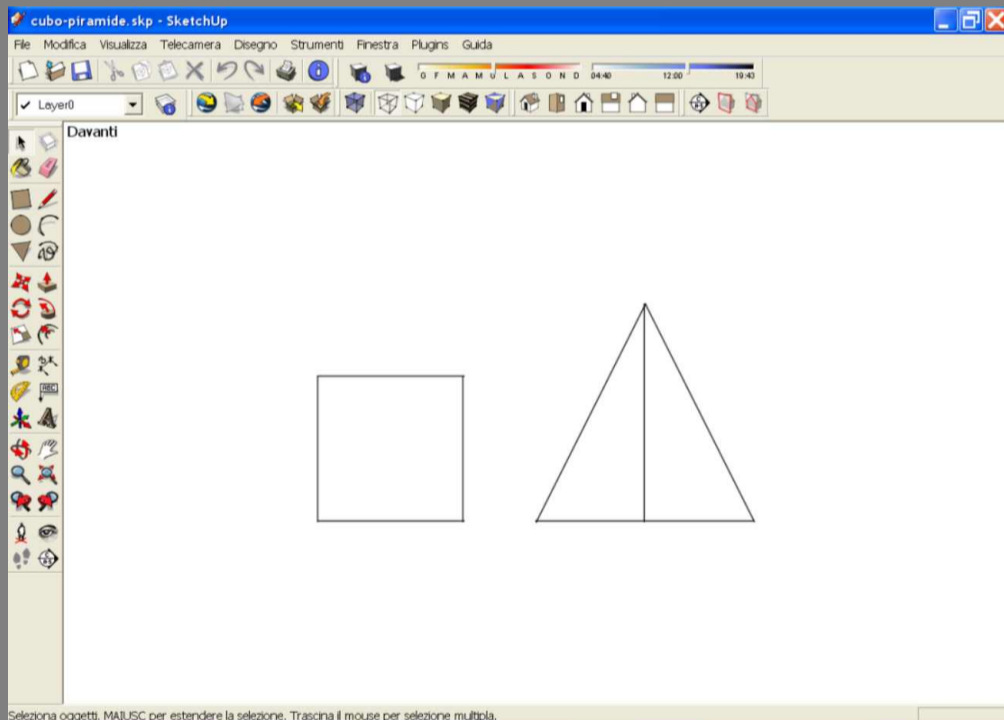 cubo-piramide.skp - SketchUp
File Modifica Visualizza Telecamera Disegno Strumenti Finestra Plugins Guida
G F M A M J L A S O N D 04:40 12:00 19:43
Layer0
Davanti
ABC
Seleziona oggetti. MAIUSC per estendere la selezione. Trascina il mouse per selezione multipla.